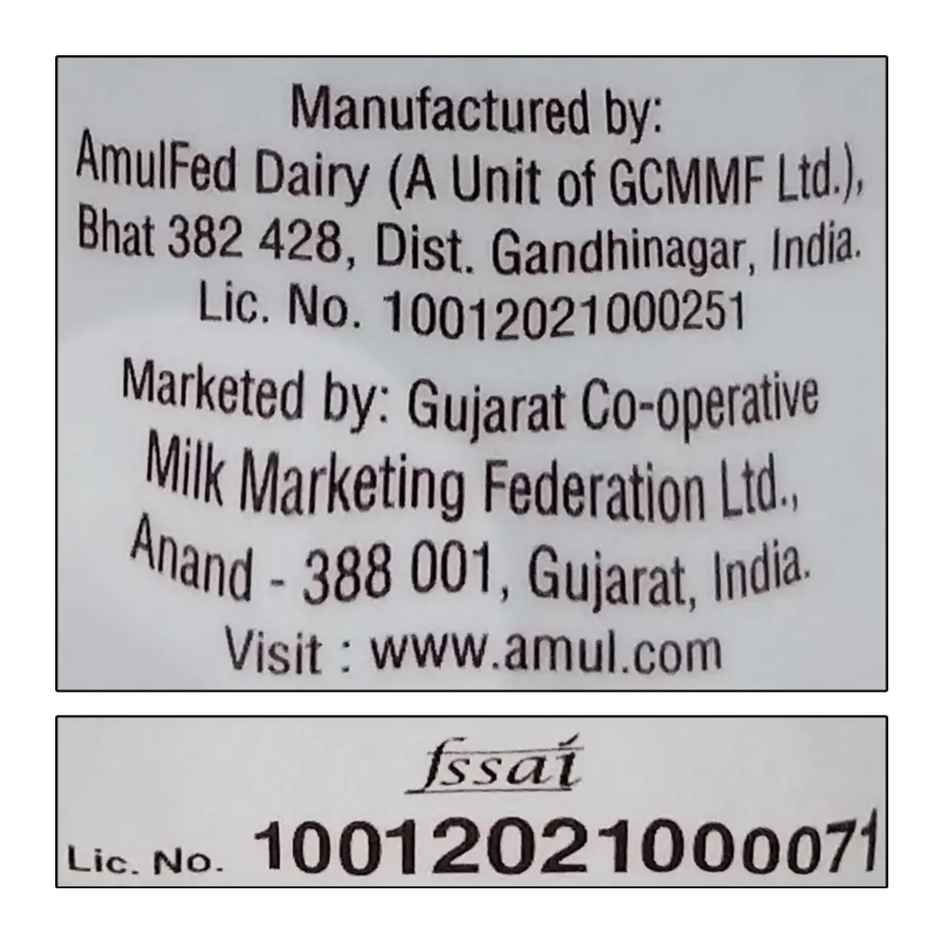 Manufactured by:
AmulFed Dairy (A Unit of GCMMF Ltd.),
Bhat 382 428, Dist. Gandhinagar, India.
Lic. No. 10012021000251
Marketed by: Gujarat Co-operative
Milk Marketing Federation Ltd.,
Anand - 388 001, Gujarat, India.
Visit : www.amul.com
fssai
Lic. No. 10012021000071